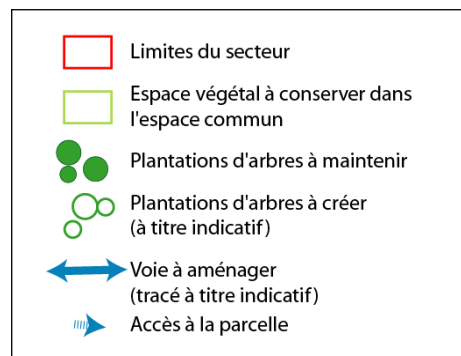 Limites du secteur
Espace végétal à conserver dans
l'espace commun
Plantations d'arbres à maintenir
Plantations d'arbres à créer
(à titre indicatif)
Voie à aménager
(tracé à titre indicatif)
Accès à la parcelle